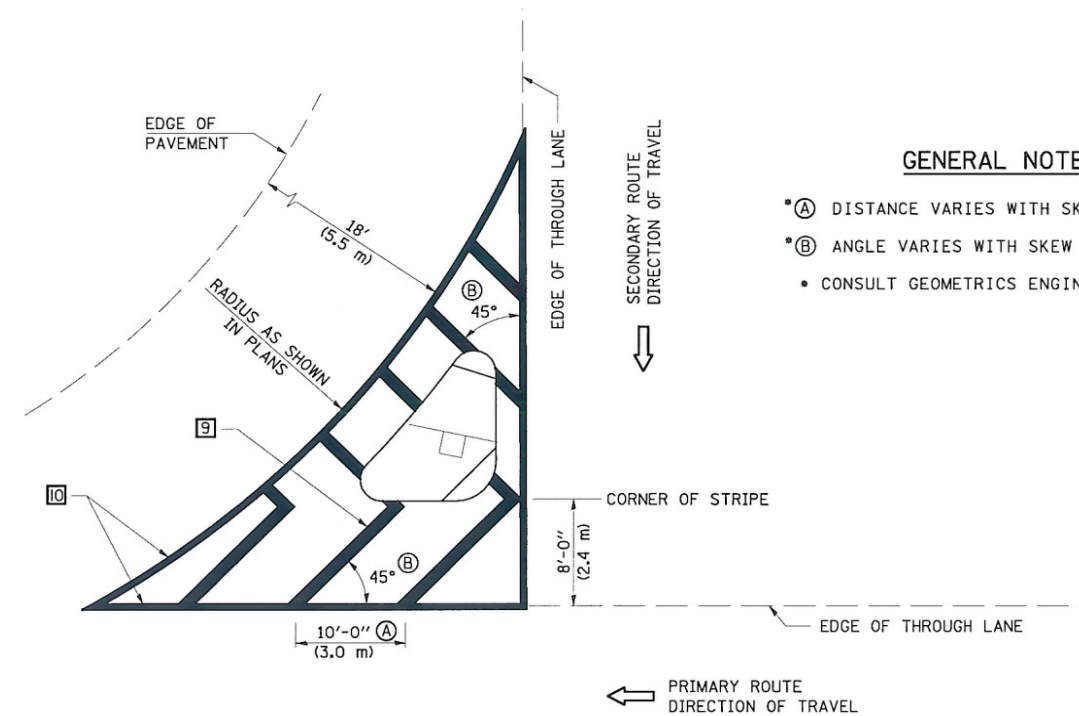 EDGE OF
PAVEMENT
18'
(5.5 m)
RADIUS AS SHOWN
IN PLANS
EDGE OF THROUGH LANE
SECONDARY ROUTE
DIRECTION OF TRAVEL
GENERAL NOTE
*Ⓐ DISTANCE VARIES WITH SK
*Ⓑ ANGLE VARIES WITH SKEW
• CONSULT GEOMETRICS ENGIN
Ⓑ
45°
9
10
CORNER OF STRIPE
8'-0"
(2.4 m)
45° Ⓑ
10'-0" Ⓐ
(3.0 m)
EDGE OF THROUGH LANE
PRIMARY ROUTE
DIRECTION OF TRAVEL